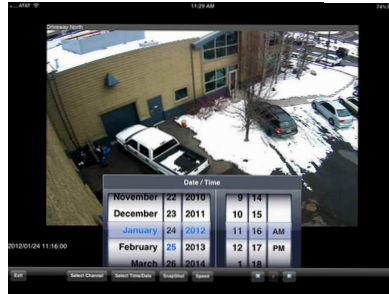 AT&T
11:29 AM
74%
Driveway North
Date / Time
November 22 2010 9 14
December 23 2011 10 15
January 24 2012 11 16 AM
February 25 2013 12 17 PM
March 26 2014 1 18
2012/01/24 11:16:00
Exit
Select Channel
Select Time/Date
SnapShot
Speed